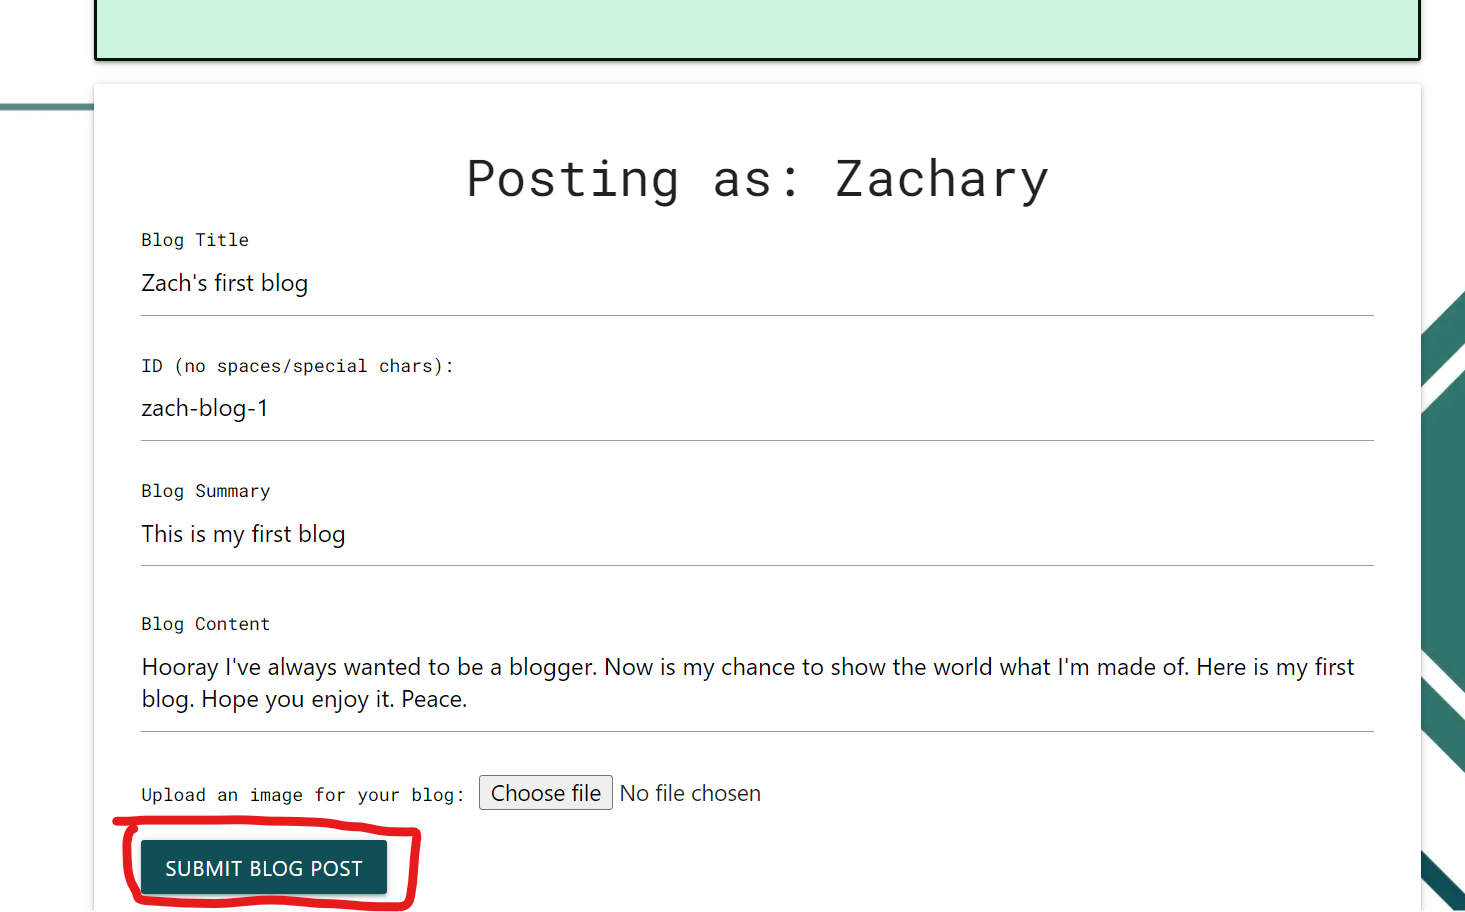 Posting as: Zachary
Blog Title
Zach's first blog
ID (no spaces/special chars):
zach-blog-1
Blog Summary
This is my first blog
Blog Content
Hooray I've always wanted to be a blogger. Now is my chance to show the world what I'm made of. Here is my first
blog. Hope you enjoy it. Peace.
Upload an image for your blog: Choose file No file chosen
SUBMIT BLOG POST